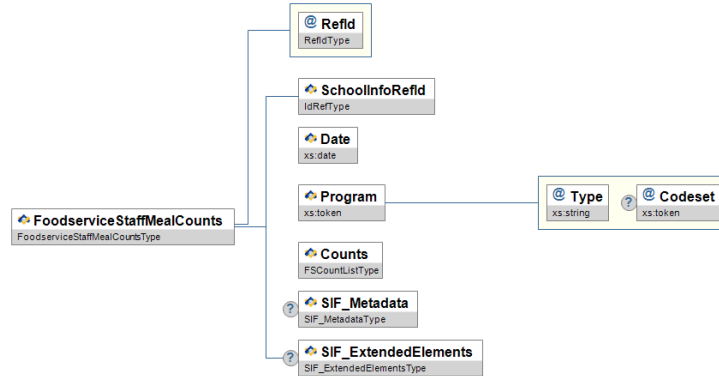 @ RefId
RefIdType
SchoolInfoRefId
IdRefType
Date
xs:date
Program
xs:token
@ Type
xs:string
? @ Codeset
xs:token
FoodserviceStaffMealCounts
FoodserviceStaffMealCountsType
Counts
FSCountListType
? SIF_Metadata
SIF_MetadataType
? SIF_ExtendedElements
SIF_ExtendedElementsType